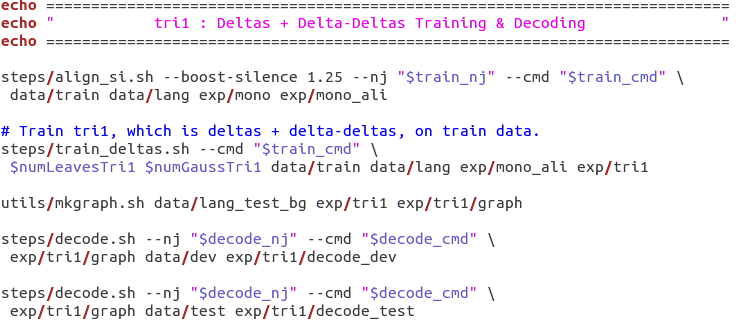 echo ============================================================================
echo "           tri1 : Deltas + Delta-Deltas Training & Decoding               "
echo ============================================================================
steps/align_si.sh --boost-silence 1.25 --nj "$train_nj" --cmd "$train_cmd" \
 data/train data/lang exp/mono exp/mono_ali
# Train tri1, which is deltas + delta-deltas, on train data.
steps/train_deltas.sh --cmd "$train_cmd" \
 $numLeavesTri1 $numGaussTri1 data/train data/lang exp/mono_ali exp/tri1
utils/mkgraph.sh data/lang_test_bg exp/tri1 exp/tri1/graph
steps/decode.sh --nj "$decode_nj" --cmd "$decode_cmd" \
 exp/tri1/graph data/dev exp/tri1/decode_dev
steps/decode.sh --nj "$decode_nj" --cmd "$decode_cmd" \
 exp/tri1/graph data/test exp/tri1/decode_test